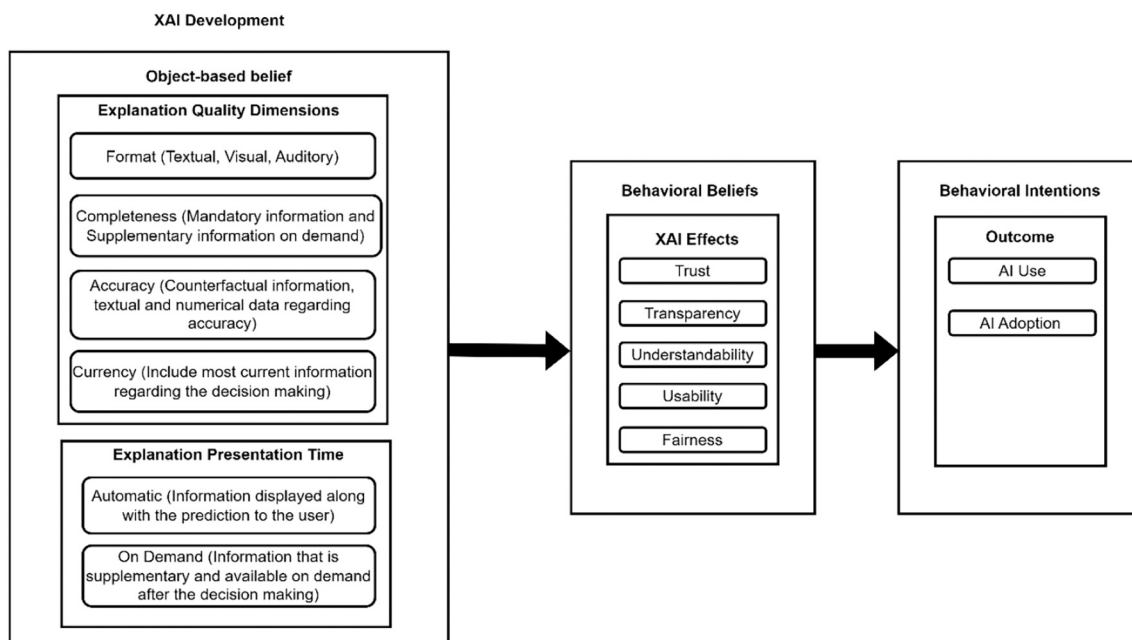 XAI Development
Object-based belief
Explanation Quality Dimensions
Format (Textual, Visual, Auditory)
Completeness (Mandatory information and
Supplementary information on demand)
Accuracy (Counterfactual information,
textual and numerical data regarding
accuracy)
Currency (Include most current information
regarding the decision making)
Explanation Presentation Time
Automatic (Information displayed along
with the prediction to the user)
On Demand (Information that is
supplementary and available on demand
after the decision making)
Behavioral Beliefs
XAI Effects
Trust
Transparency
Understandability
Usability
Fairness
Behavioral Intentions
Outcome
AI Use
AI Adoption